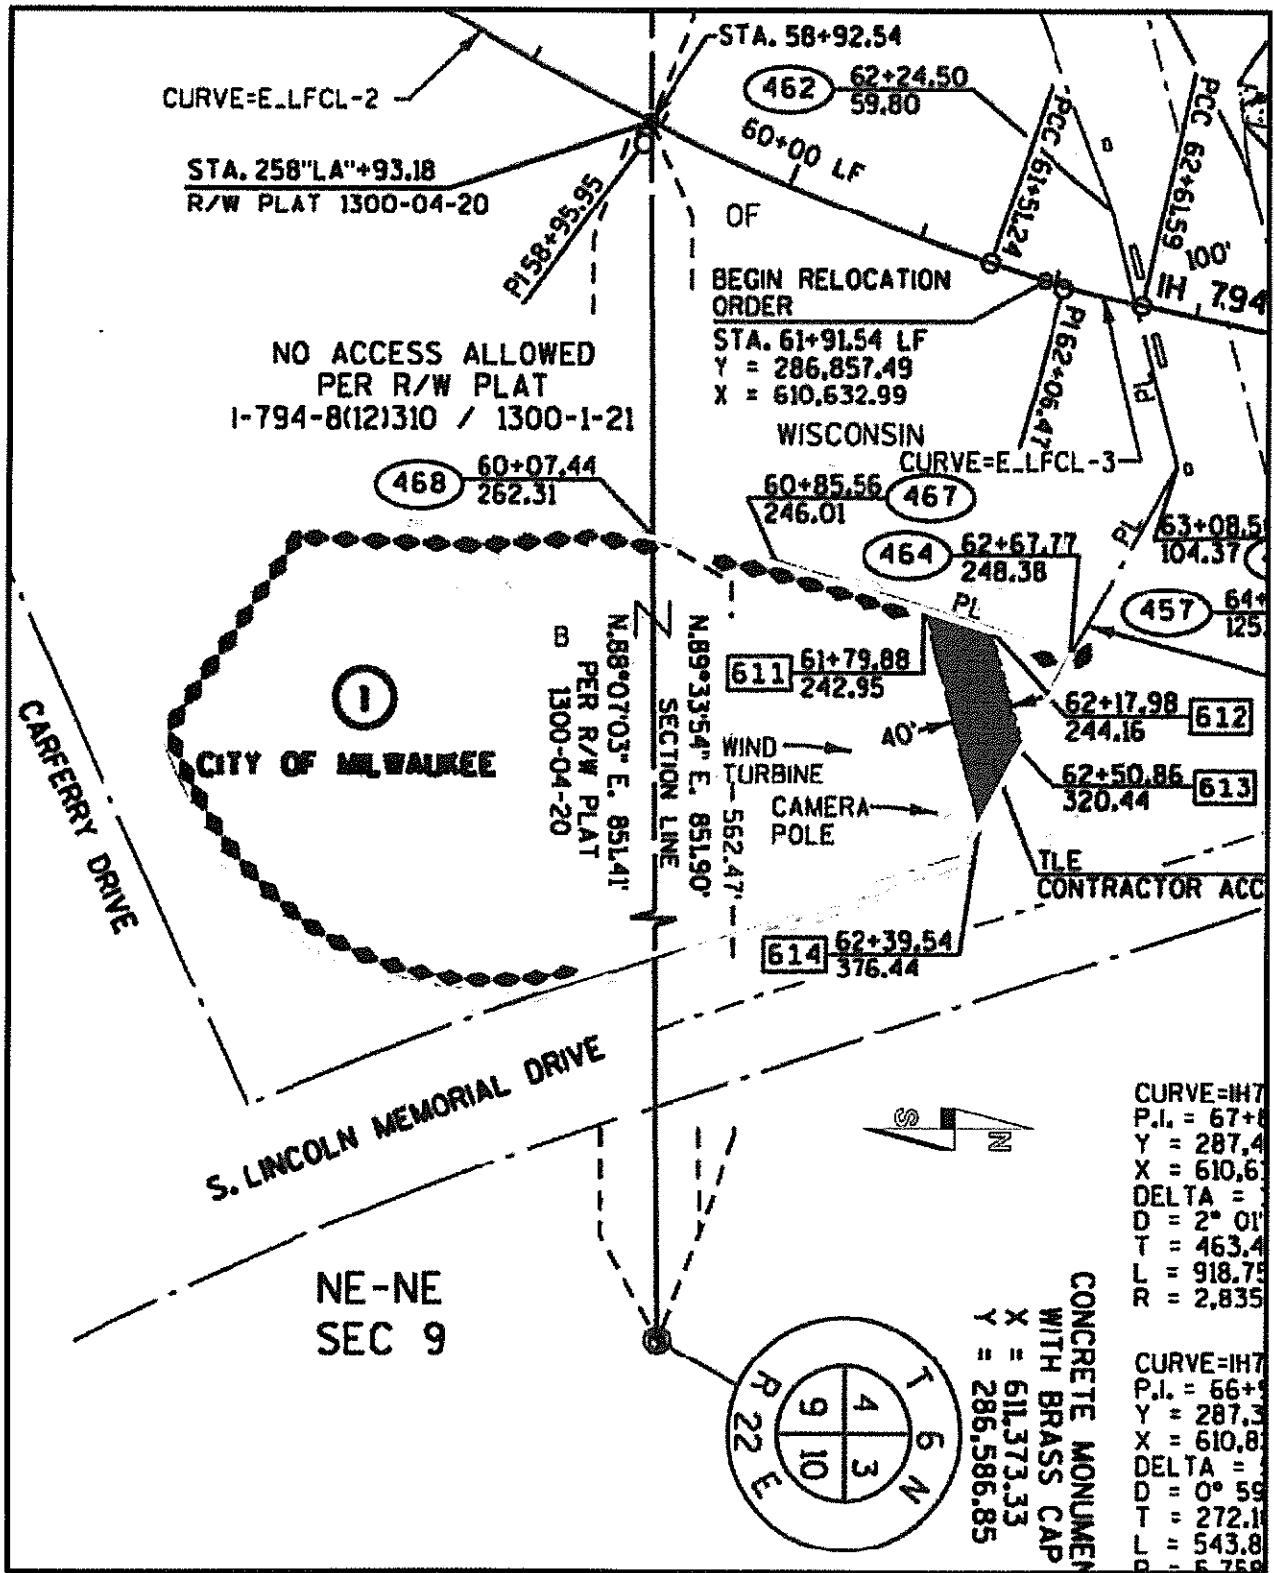 STA. 58+92.54
CURVE=E_LFCL-2
462
62+24.50
59.80
60+00 LF
PCC 61+51.24
PCC 62+61.59
STA. 258"LA"+93.18
R/W PLAT 1300-04-20
PI 58+95.95
OF
100'
IH 794
BEGIN RELOCATION
ORDER
STA. 61+91.54 LF
Y = 286,857.49
X = 610,632.99
PI 62+06.47
PL
NO ACCESS ALLOWED
PER R/W PLAT
I-794-8(12)310 / 1300-1-21
WISCONSIN
CURVE=E_LFCL-3
468
60+07.44
262.31
60+85.56
246.01
467
464
62+67.77
248.38
PL
63+08.5
104.37
457
64+
125.
PL
611
61+79.88
242.95
62+17.98
244.16
612
62+50.86
320.44
613
B
N.88°07'03" E. 851.41'
PER R/W PLAT
1300-04-20
SECTION LINE
N.89°33'54" E. 851.90'
562.47'
1
CITY OF MILWAUKEE
WIND
TURBINE
40'
CAMERA
POLE
TLE
CONTRACTOR ACC
614
62+39.54
376.44
CARFERRY DRIVE
S. LINCOLN MEMORIAL DRIVE
S
N
NE-NE
SEC 9
T 6 N
R 22 E
4
3
9
10
CONCRETE MONUMEN
WITH BRASS CAP
X = 611,373.33
Y = 286,586.85
CURVE=IH7
P.I. = 67+
Y = 287,4
X = 610,6
DELTA =
D = 2° 01'
T = 463.4
L = 918.75
R = 2,835
CURVE=IH7
P.I. = 66+
Y = 287,3
X = 610,8
DELTA =
D = 0° 59
T = 272.1
L = 543.8